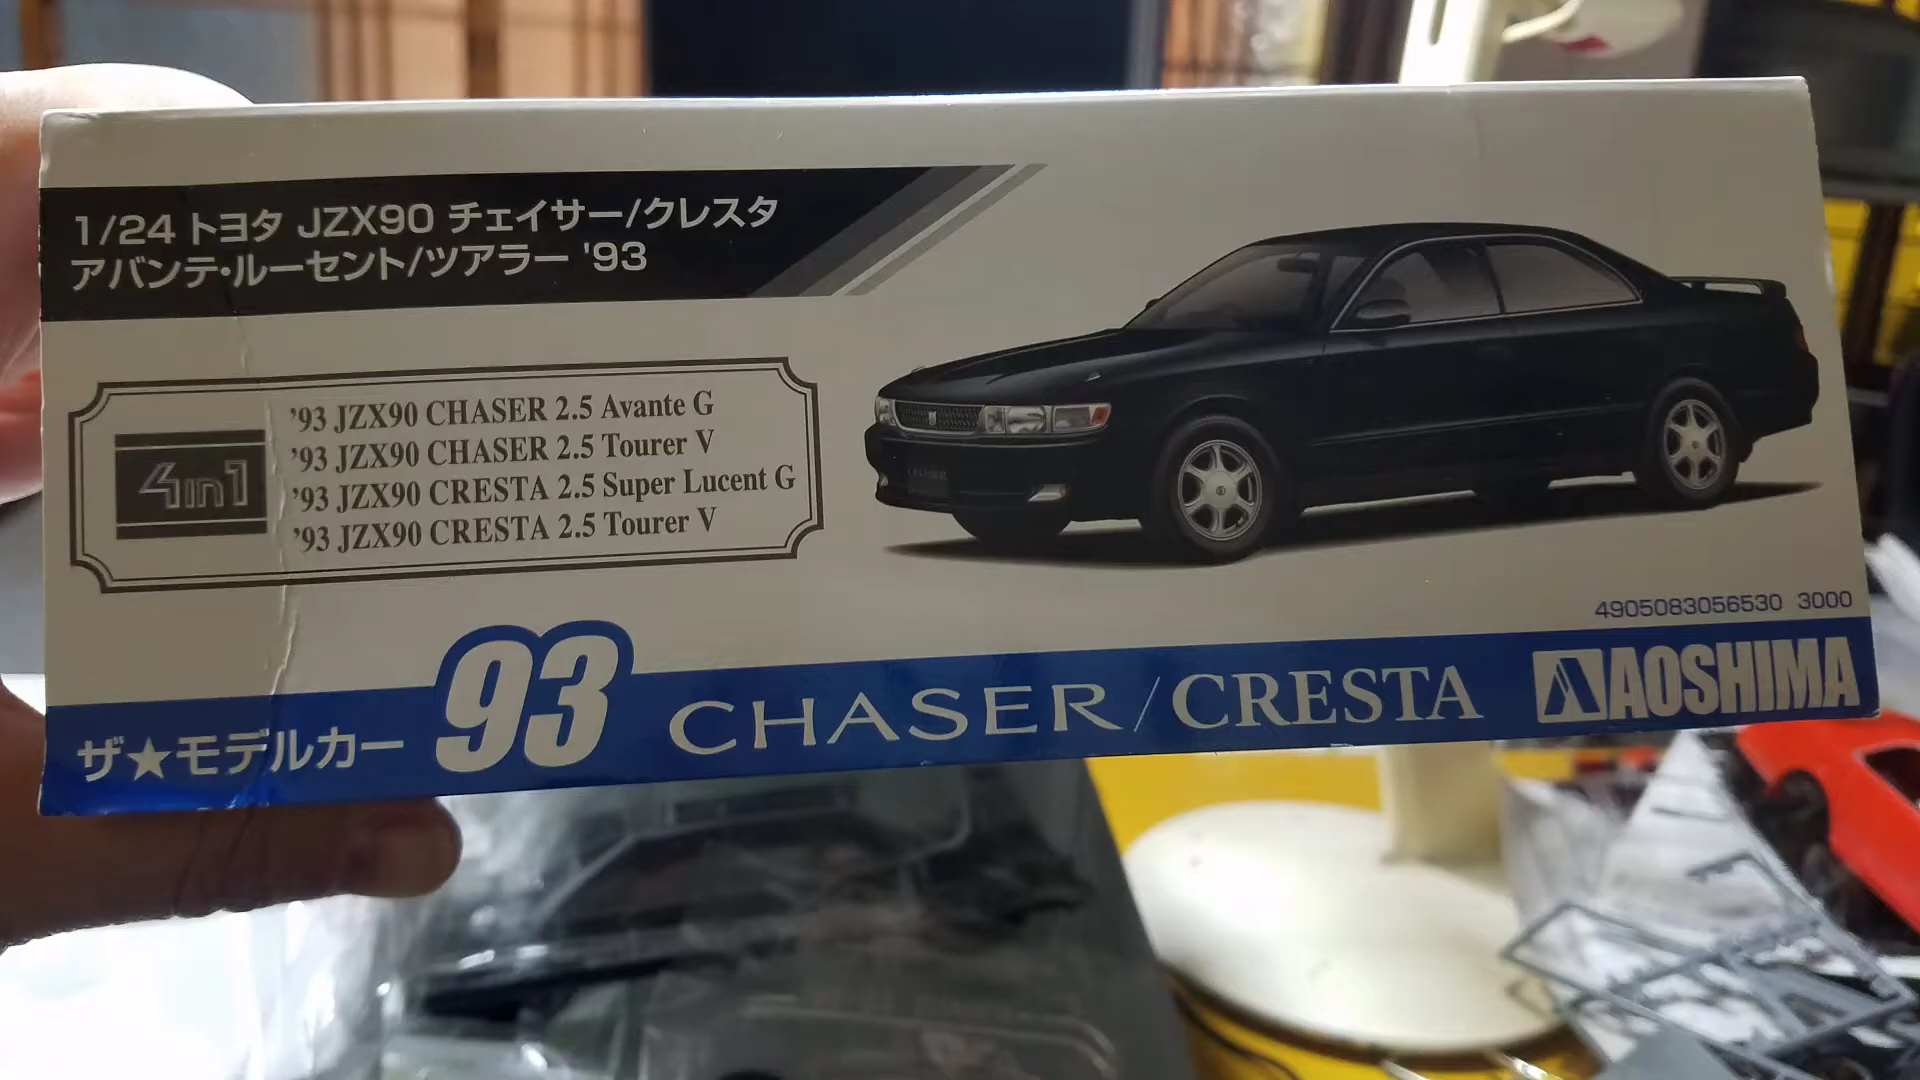 1/24 トヨタ JZX90 チェイサー/クレスタ
アバンテ・ルーセント/ツアラー '93
4in1
'93 JZX90 CHASER 2.5 Avante G
'93 JZX90 CHASER 2.5 Tourer V
'93 JZX90 CRESTA 2.5 Super Lucent G
'93 JZX90 CRESTA 2.5 Tourer V
4905083056530 3000
ザ★モデルカー 93 CHASER/CRESTA AOSHIMA